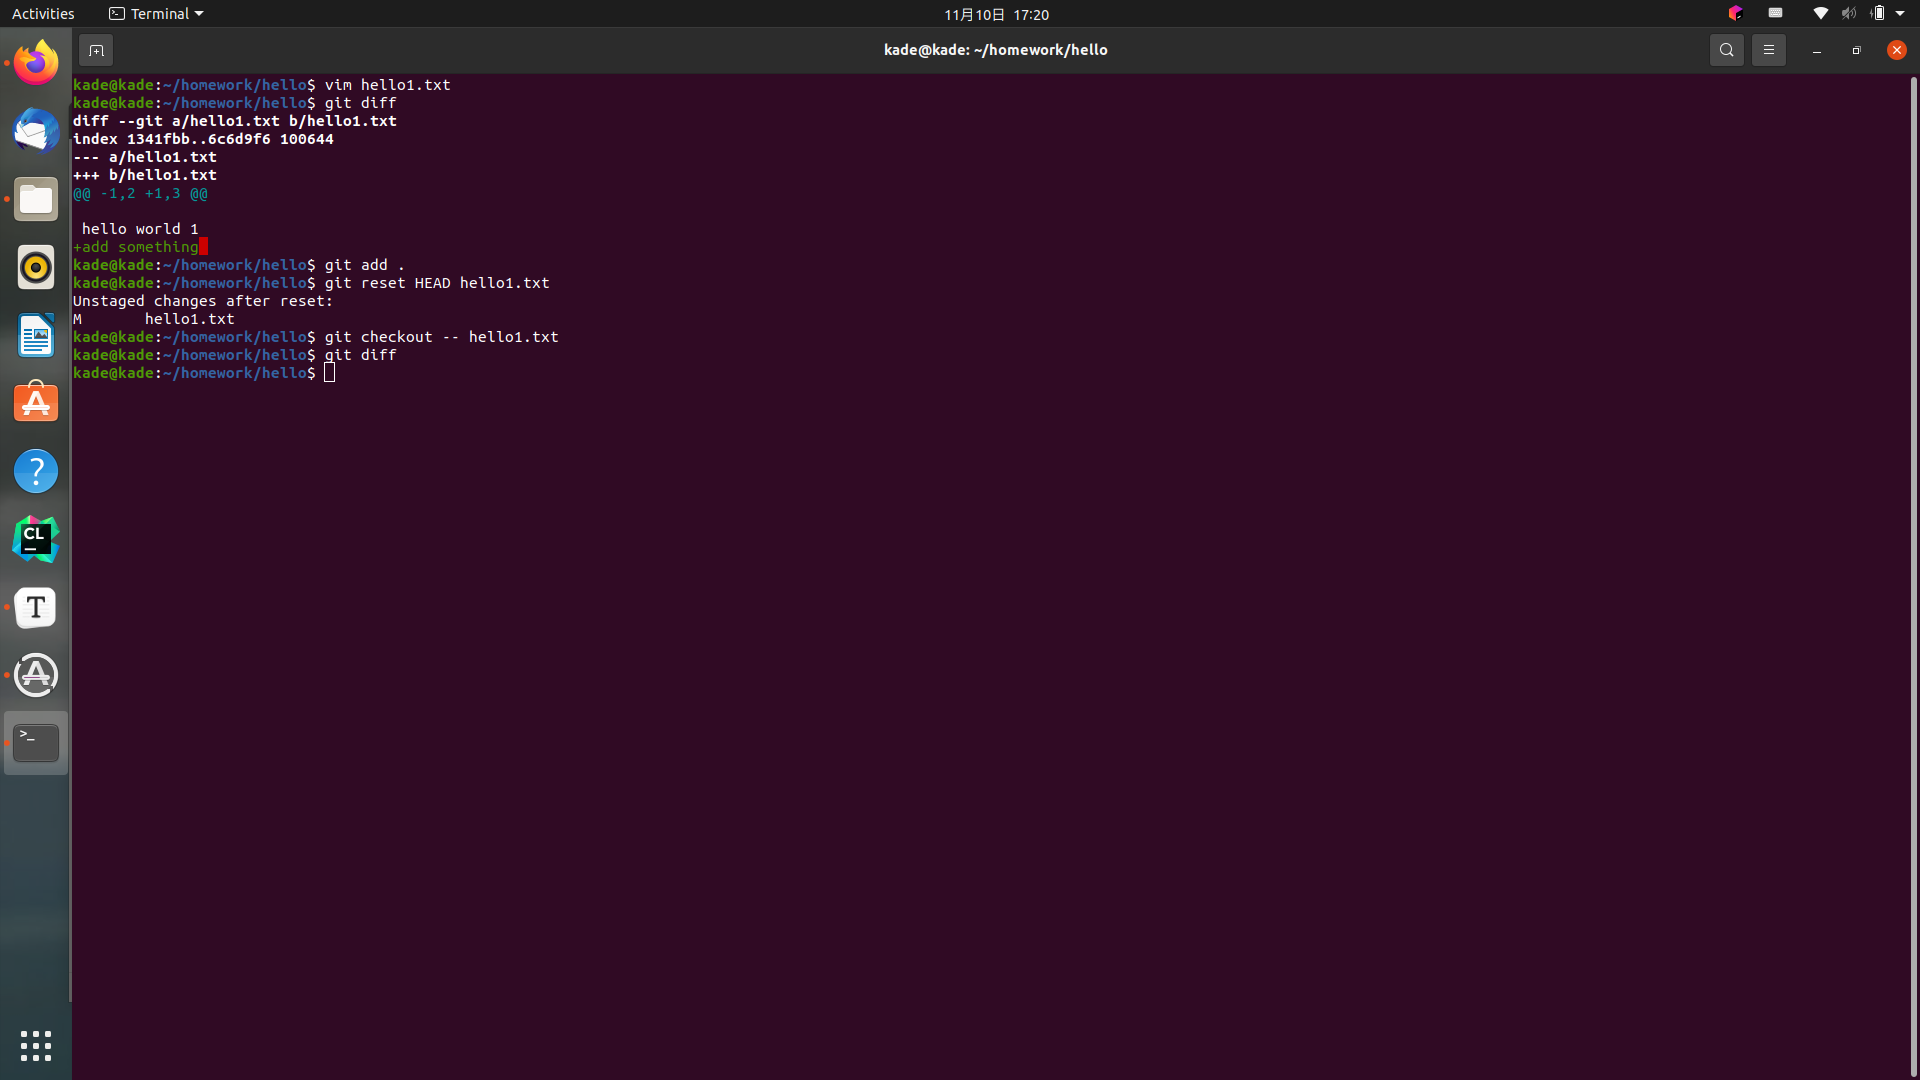 Activities
Terminal
11月10日 17:20
kade@kade: ~/homework/hello
kade@kade:~/homework/hello$ vim hello1.txt
kade@kade:~/homework/hello$ git diff
diff --git a/hello1.txt b/hello1.txt
index 1341fbb..6c6d9f6 100644
--- a/hello1.txt
+++ b/hello1.txt
@@ -1,2 +1,3 @@
 hello world 1
+add something
kade@kade:~/homework/hello$ git add .
kade@kade:~/homework/hello$ git reset HEAD hello1.txt
Unstaged changes after reset:
M       hello1.txt
kade@kade:~/homework/hello$ git checkout -- hello1.txt
kade@kade:~/homework/hello$ git diff
kade@kade:~/homework/hello$
?
CL
T
>_